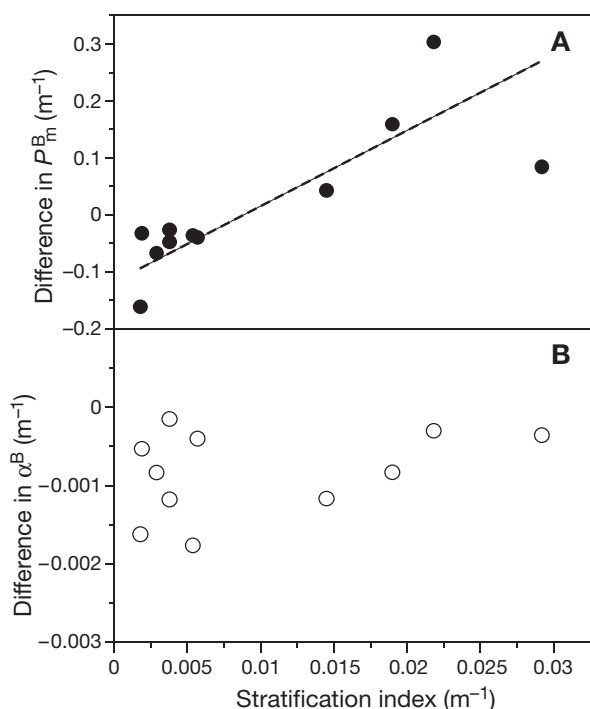 A
Difference in P^B_m (m⁻¹)
0.3
0.2
0.1
0
−0.1
−0.2
B
Difference in α^B (m⁻¹)
0
−0.001
−0.002
−0.003
0 0.005 0.01 0.015 0.02 0.025 0.03
Stratification index (m⁻¹)